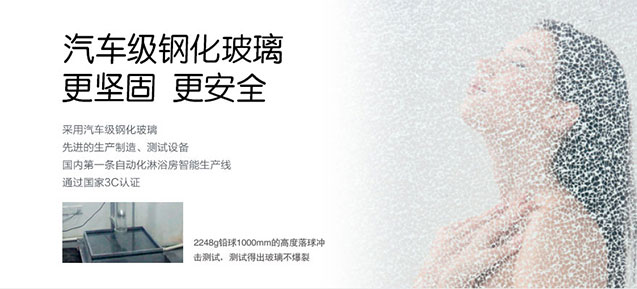 汽车级钢化玻璃
更坚固 更安全
采用汽车级钢化玻璃
先进的生产制造、测试设备
国内第一条自动化淋浴房智能生产线
通过国家3C认证
2248g铅球1000mm的高度落球冲
击测试、测试得出玻璃不爆裂